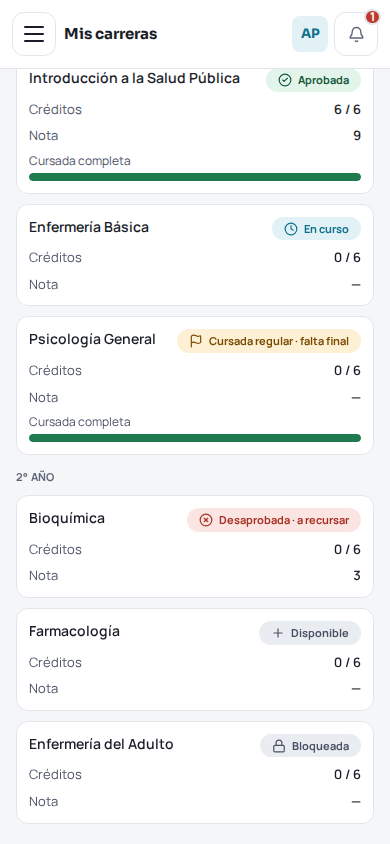 Mis carreras
AP
1
Introducción a la Salud Pública
Aprobada
Créditos
6 / 6
Nota
9
Cursada completa
Enfermería Básica
En curso
Créditos
0 / 6
Nota
—
Psicología General
Cursada regular · falta final
Créditos
0 / 6
Nota
—
Cursada completa
2° AÑO
Bioquímica
Desaprobada · a recursar
Créditos
0 / 6
Nota
3
Farmacología
Disponible
Créditos
0 / 6
Nota
—
Enfermería del Adulto
Bloqueada
Créditos
0 / 6
Nota
—